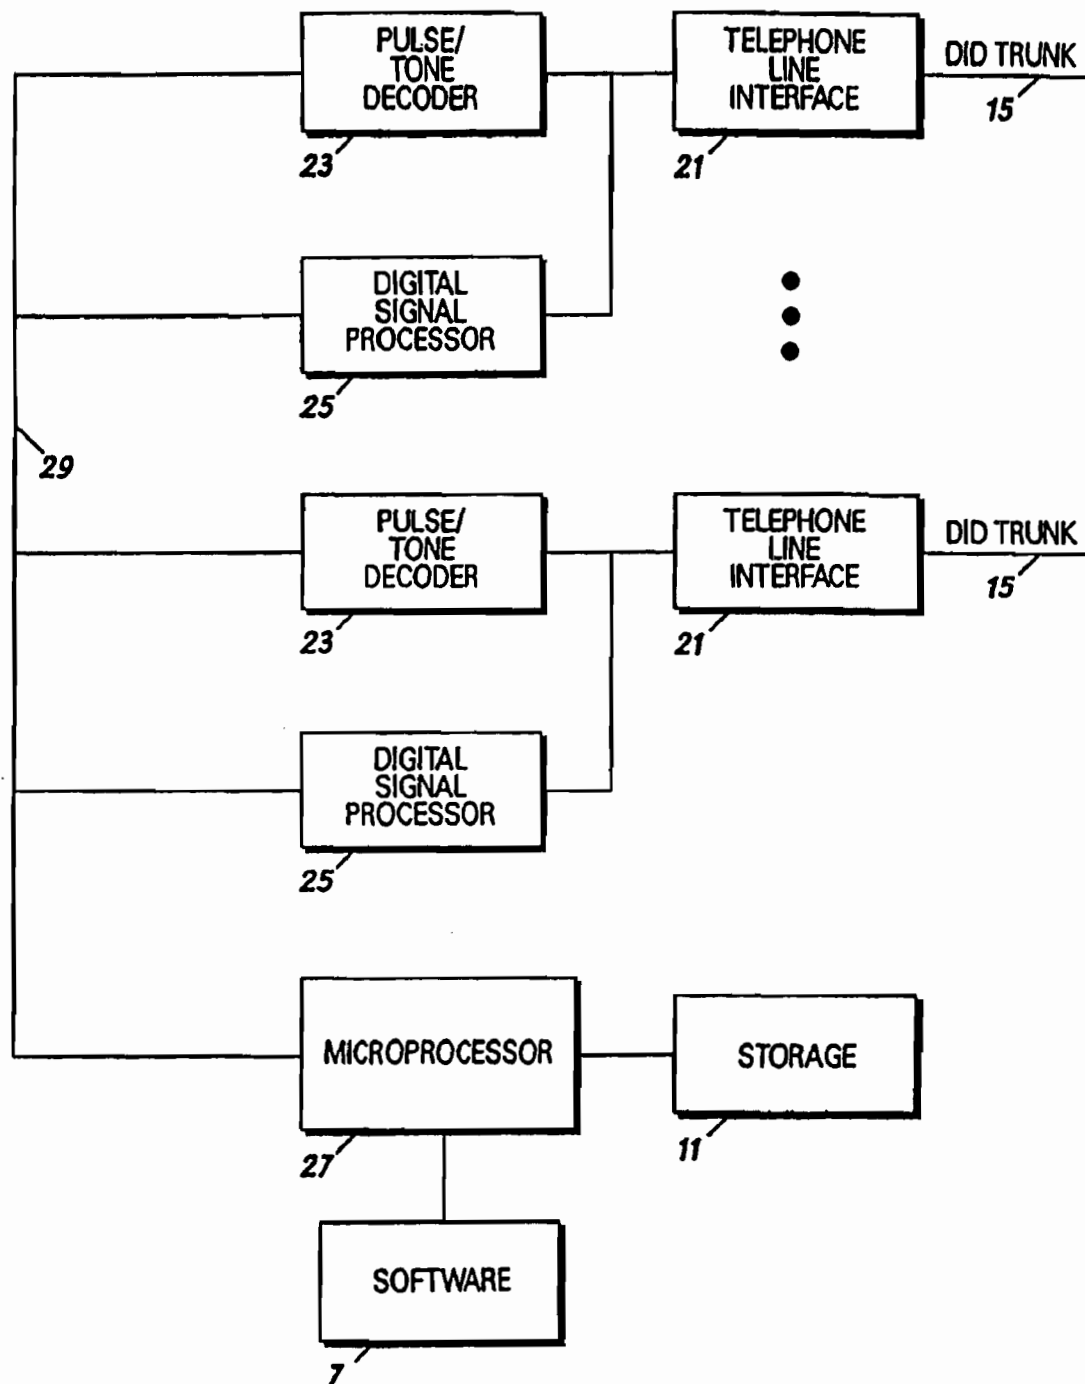 PULSE/
TONE
DECODER
23
TELEPHONE
LINE
INTERFACE
21
DID TRUNK
15
DIGITAL
SIGNAL
PROCESSOR
25
29
PULSE/
TONE
DECODER
23
TELEPHONE
LINE
INTERFACE
21
DID TRUNK
15
DIGITAL
SIGNAL
PROCESSOR
25
MICROPROCESSOR
27
STORAGE
11
SOFTWARE
7